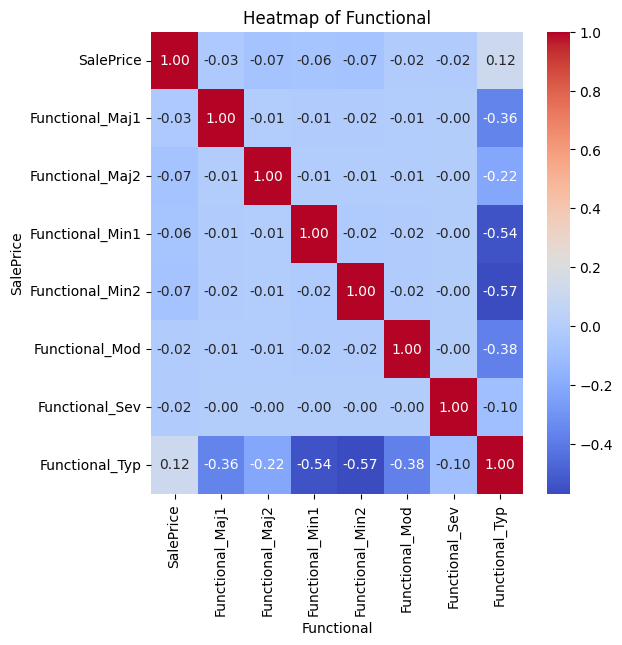 Heatmap of Functional
SalePrice
1.00 -0.03 -0.07 -0.06 -0.07 -0.02 -0.02 0.12
Functional_Maj1
-0.03 1.00 -0.01 -0.01 -0.02 -0.01 -0.00 -0.36
Functional_Maj2
-0.07 -0.01 1.00 -0.01 -0.01 -0.01 -0.00 -0.22
Functional_Min1
-0.06 -0.01 -0.01 1.00 -0.02 -0.02 -0.00 -0.54
Functional_Min2
-0.07 -0.02 -0.01 -0.02 1.00 -0.02 -0.00 -0.57
Functional_Mod
-0.02 -0.01 -0.01 -0.02 -0.02 1.00 -0.00 -0.38
Functional_Sev
-0.02 -0.00 -0.00 -0.00 -0.00 -0.00 1.00 -0.10
Functional_Typ
0.12 -0.36 -0.22 -0.54 -0.57 -0.38 -0.10 1.00
SalePrice
SalePrice
Functional_Maj1
Functional_Maj2
Functional_Min1
Functional_Min2
Functional_Mod
Functional_Sev
Functional_Typ
Functional
1.0
0.8
0.6
0.4
0.2
0.0
−0.2
−0.4